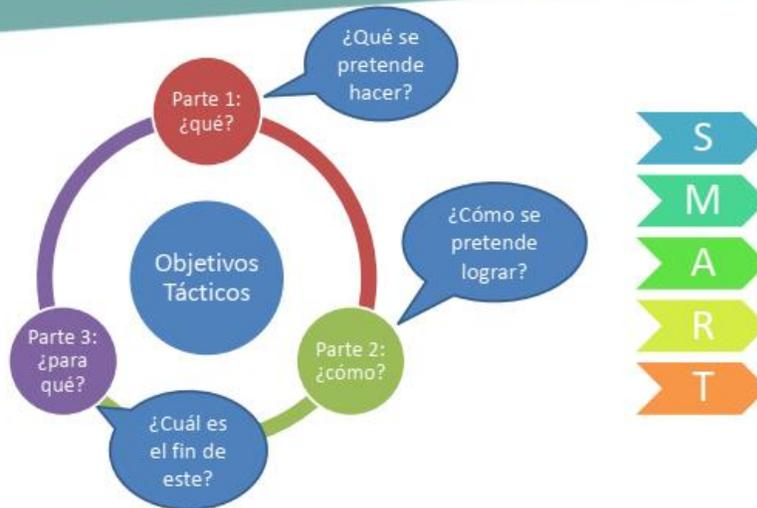 ¿Qué se
pretende
hacer?
Parte 1:
¿qué?
¿Cómo se
pretende
lograr?
Objetivos
Tácticos
Parte 2:
¿cómo?
Parte 3:
¿para
qué?
¿Cuál es
el fin de
este?
S
M
A
R
T